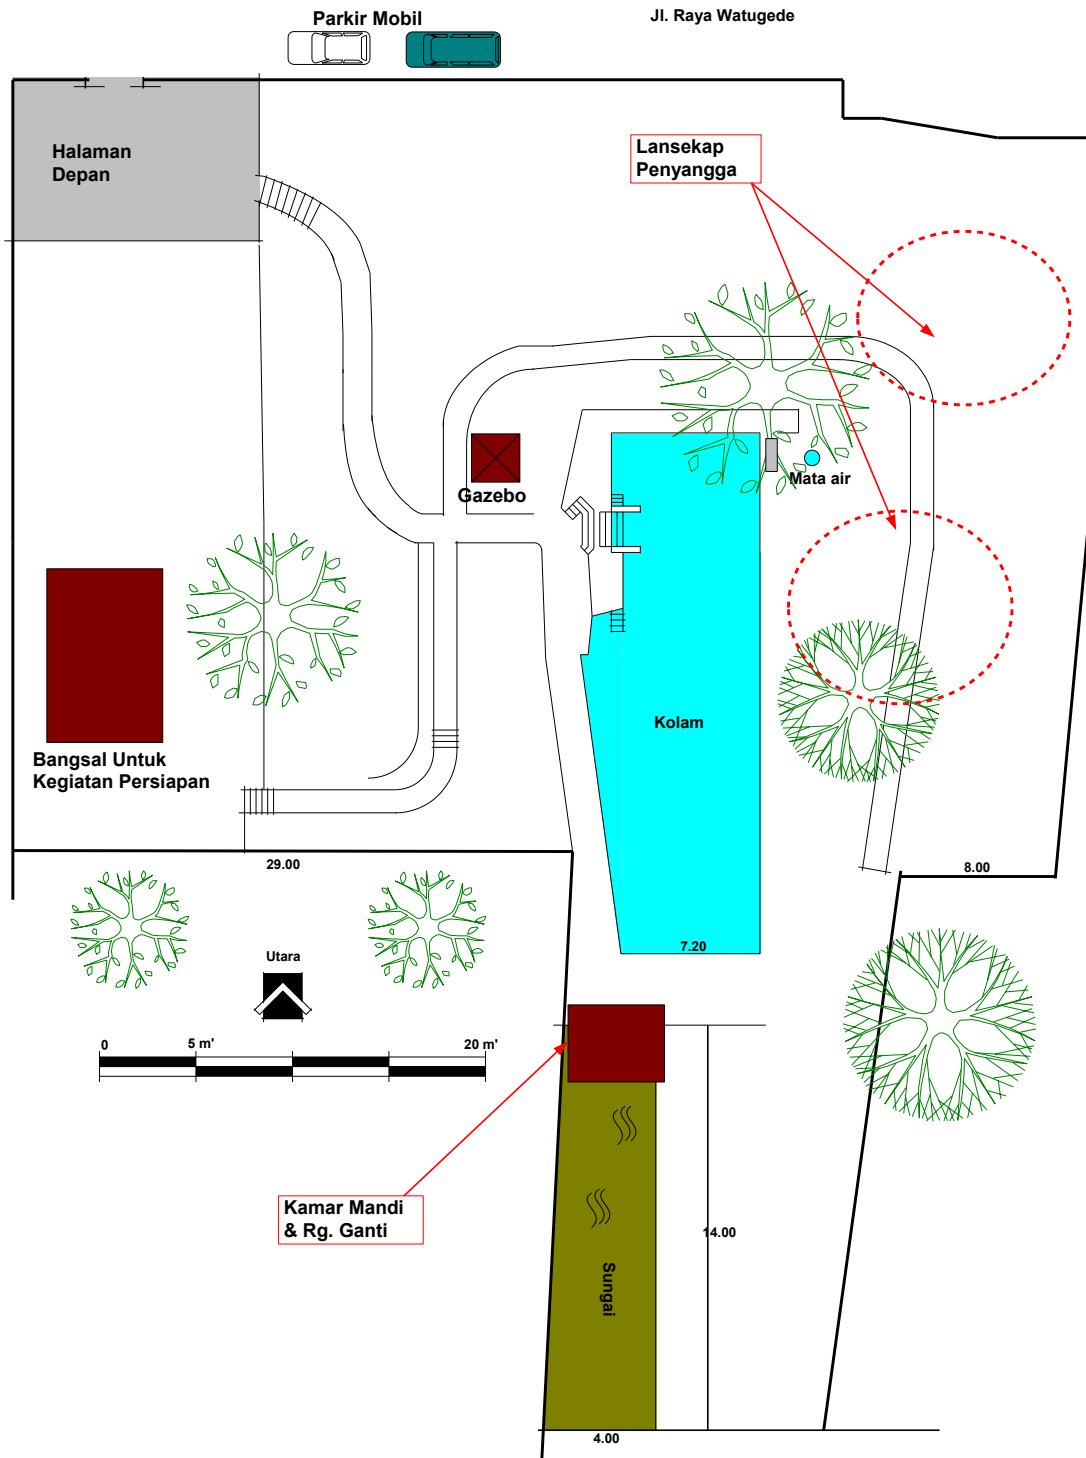 Parkir Mobil
Jl. Raya Watugede
Halaman
Depan
Lansekap
Penyangga
Gazebo
Mata air
Kolam
Bangsal Untuk
Kegiatan Persiapan
29.00
8.00
7.20
Utara
0 5 m' 20 m'
Kamar Mandi
& Rg. Ganti
14.00
Sungai
4.00